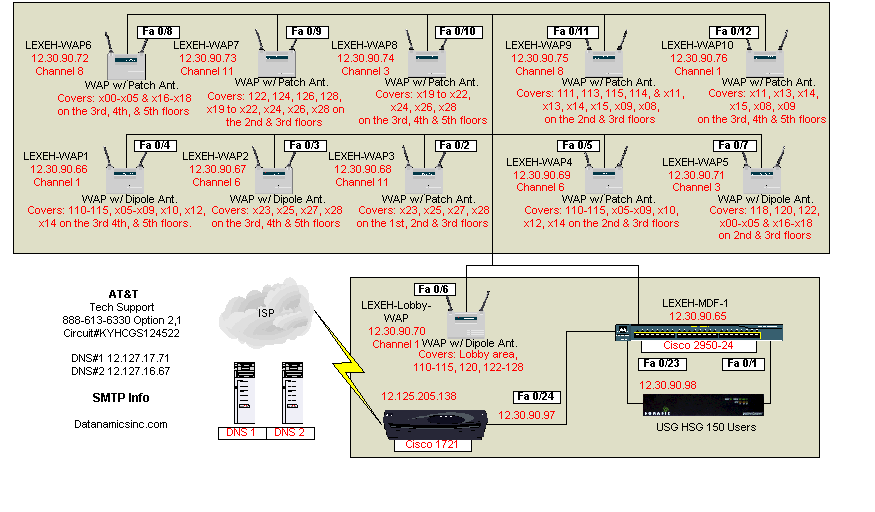 Fa 0/8
Fa 0/9
Fa 0/10
Fa 0/11
Fa 0/12
LEXEH-WAP6
12.30.90.72
Channel 8
WAP w/ Patch Ant.
Covers: x00-x05 & x16-x18
on the 3rd, 4th, & 5th floors
LEXEH-WAP7
12.30.90.73
Channel 11
WAP w/ Patch Ant.
Covers: 122, 124, 126, 128,
x19 to x22, x24, x26, x28 on
the 2nd & 3rd floors
LEXEH-WAP8
12.30.90.74
Channel 3
WAP w/ Patch Ant.
Covers: x19 to x22,
x24, x26, x28
on the 3rd, 4th, & 5th floors
LEXEH-WAP9
12.30.90.75
Channel 8
WAP w/ Patch Ant.
Covers: 111, 113, 115, 114, & x11,
x13, x14, x15, x09, x08,
on the 2nd & 3rd floors
LEXEH-WAP10
12.30.90.76
Channel 1
WAP w/ Patch Ant.
Covers: x11, x13, x14,
x15, x08, x09
on the 3rd, 4th & 5th floors
Fa 0/4
Fa 0/3
Fa 0/2
Fa 0/5
Fa 0/7
LEXEH-WAP1
12.30.90.66
Channel 1
WAP w/ Dipole Ant.
Covers: 110-115, x05-x09, x10, x12,
x14 on the 3rd 4th, & 5th floors.
LEXEH-WAP2
12.30.90.67
Channel 6
WAP w/ Dipole Ant.
Covers: x23, x25, x27, x28
on the 3rd, 4th & 5th floors
LEXEH-WAP3
12.30.90.68
Channel 11
WAP w/ Patch Ant.
Covers: x23, x25, x27, x28
on the 1st, 2nd & 3rd floors
LEXEH-WAP4
12.30.90.69
Channel 6
WAP w/ Patch Ant.
Covers: 110-115, x05-x09, x10,
x12, x14 on the 2nd & 3rd floors
LEXEH-WAP5
12.30.90.71
Channel 3
WAP w/ Dipole Ant.
Covers: 118, 120, 122,
x00-x05 & x16-x18
on 2nd & 3rd floors
AT&T
Tech Support
888-613-6330 Option 2,1
Circuit#KYHCGS124522
DNS#1 12.127.17.71
DNS#2 12.127.16.67
SMTP Info
Datanamicsinc.com
ISP
DNS 1
DNS 2
Fa 0/6
LEXEH-Lobby-
WAP
12.30.90.70
Channel 1
WAP w/ Dipole Ant.
Covers: Lobby area,
110-115, 120, 122-128
LEXEH-MDF-1
12.30.90.65
Cisco 2950-24
Fa 0/23
Fa 0/1
12.30.90.98
USG HSG 150 Users
12.125.205.138
Fa 0/24
12.30.90.97
Cisco 1721